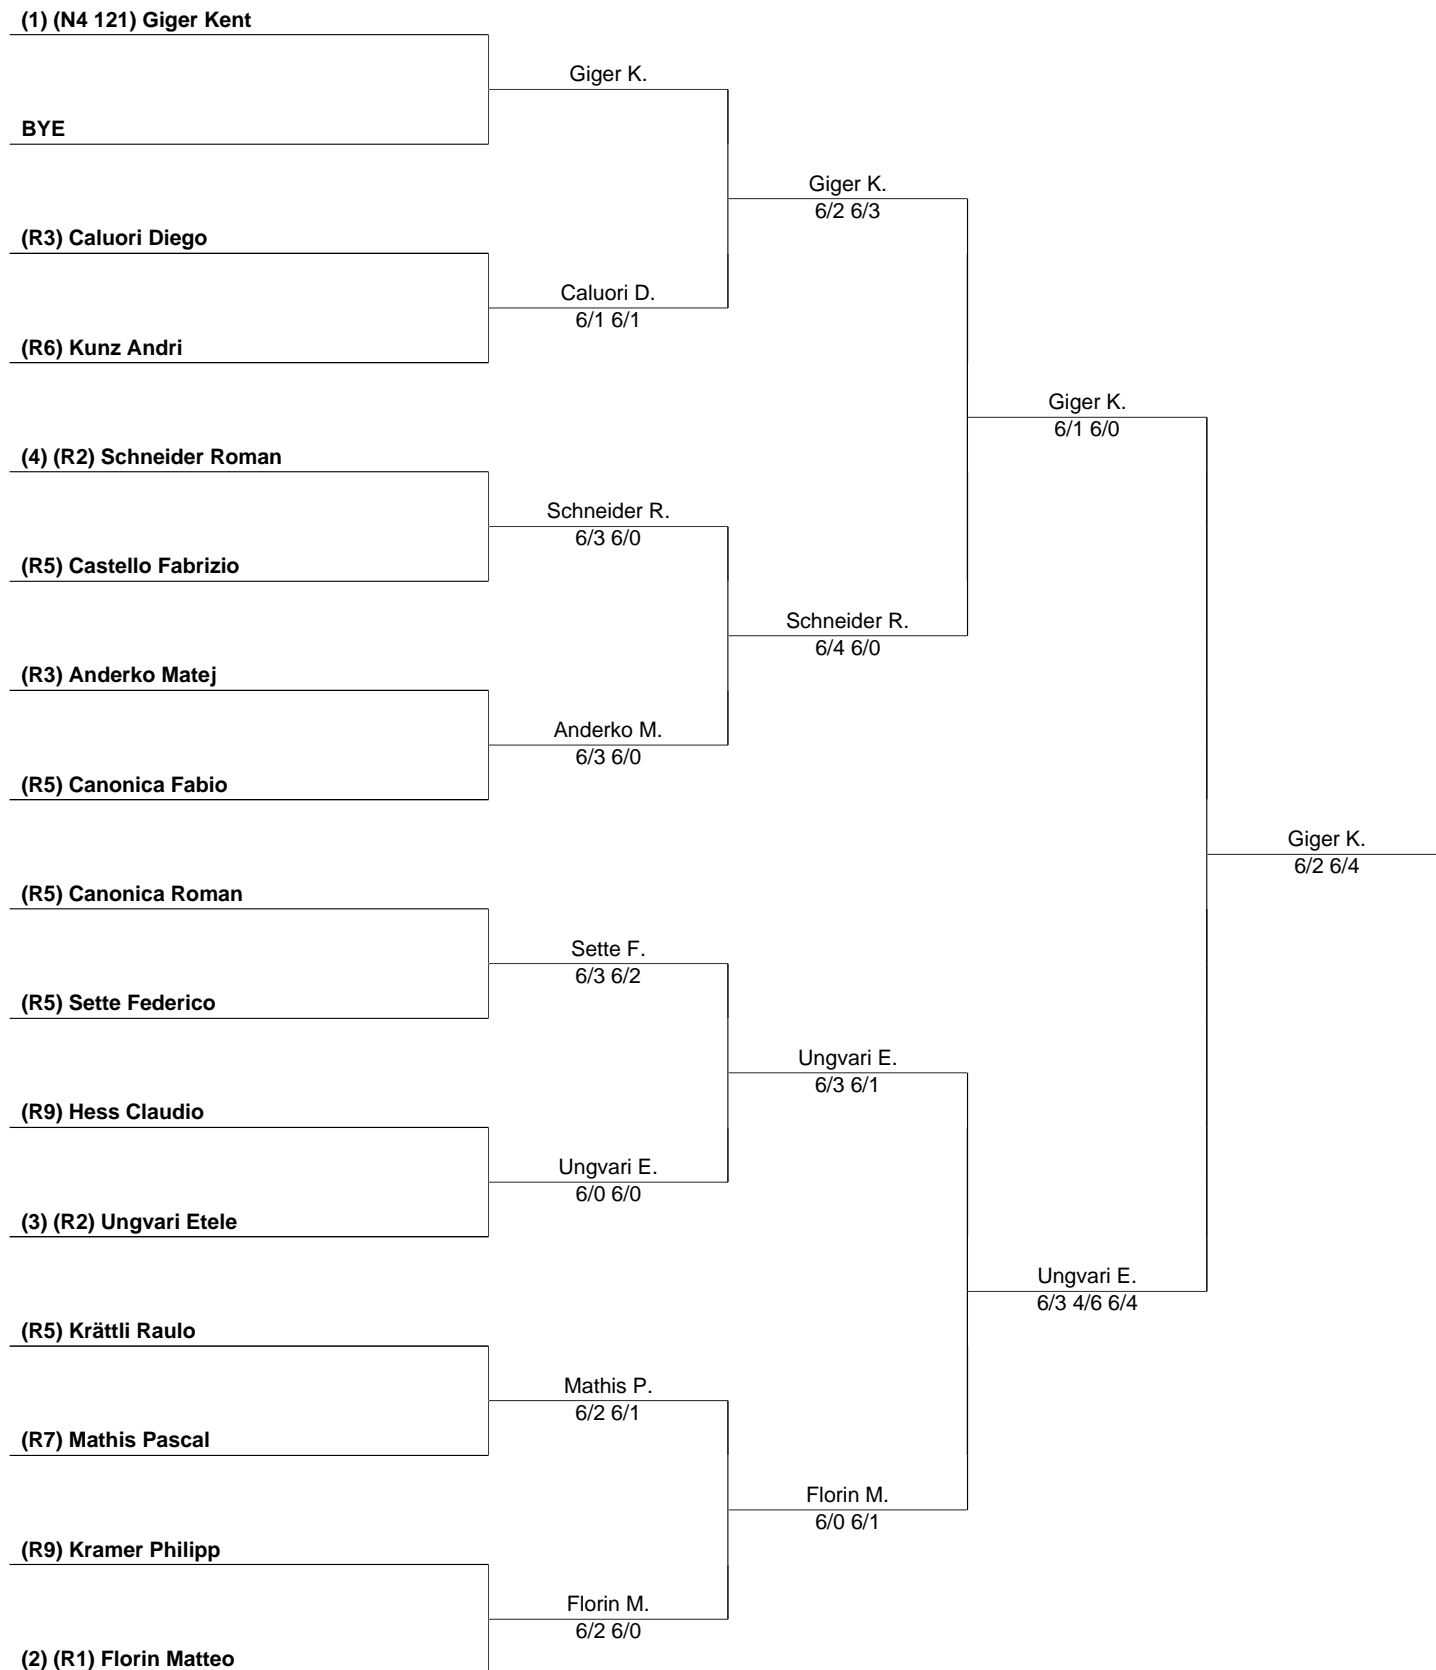 (1) (N4 121) Giger Kent
Giger K.
BYE
Giger K.
6/2 6/3
(R3) Caluori Diego
Caluori D.
6/1 6/1
(R6) Kunz Andri
Giger K.
6/1 6/0
(4) (R2) Schneider Roman
Schneider R.
6/3 6/0
(R5) Castello Fabrizio
Schneider R.
6/4 6/0
(R3) Anderko Matej
Anderko M.
6/3 6/0
(R5) Canonica Fabio
Giger K.
6/2 6/4
(R5) Canonica Roman
Sette F.
6/3 6/2
(R5) Sette Federico
Ungvari E.
6/3 6/1
(R9) Hess Claudio
Ungvari E.
6/0 6/0
(3) (R2) Ungvari Etele
Ungvari E.
6/3 4/6 6/4
(R5) Krättli Raulo
Mathis P.
6/2 6/1
(R7) Mathis Pascal
Florin M.
6/0 6/1
(R9) Kramer Philipp
Florin M.
6/2 6/0
(2) (R1) Florin Matteo